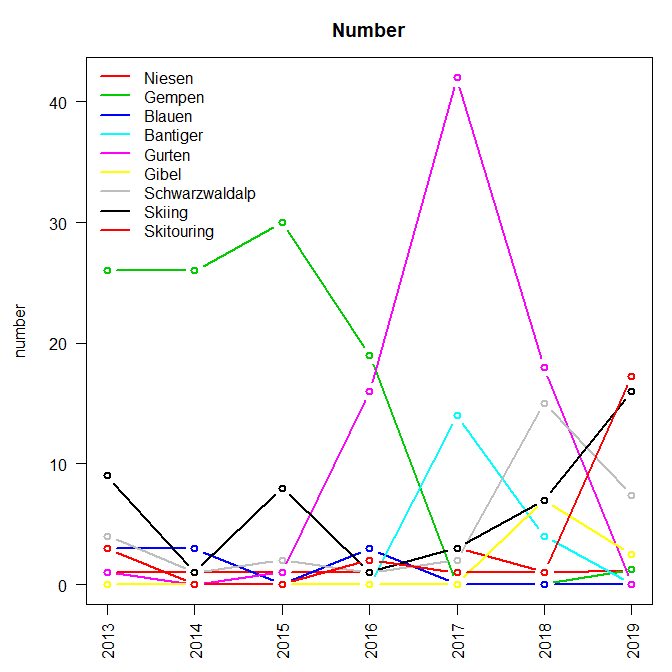 Number
Niesen
Gempen
Blauen
Bantiger
Gurten
Gibel
Schwarzwaldalp
Skiing
Skitouring
number
40
30
20
10
0
2013 2014 2015 2016 2017 2018 2019